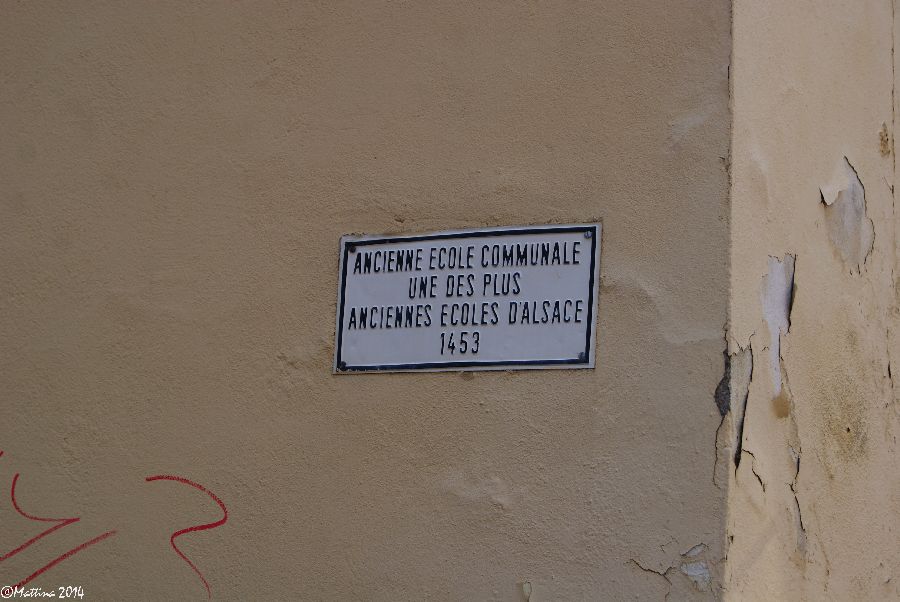 ANCIENNE ECOLE COMMUNALE
UNE DES PLUS
ANCIENNES ECOLES D'ALSACE
1453
©Mattina 2014